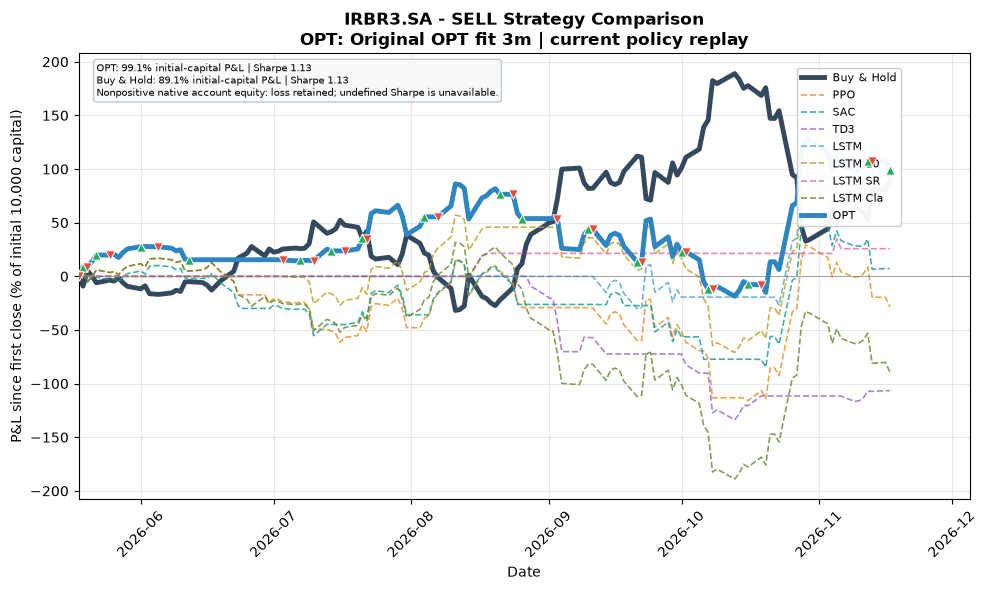 IRBR3.SA - SELL Strategy Comparison
OPT: Original OPT fit 3m | current policy replay
OPT: 99.1% initial-capital P&L | Sharpe 1.13
Buy & Hold: 89.1% initial-capital P&L | Sharpe 1.13
Nonpositive native account equity: loss retained; undefined Sharpe is unavailable.
Buy & Hold
PPO
SAC
TD3
LSTM
LSTM
LSTM SR
LSTM Cla
OPT
P&L since first close (% of initial 10,000 capital)
200
150
100
50
0
−50
−100
−150
−200
2026-06
2026-07
2026-08
2026-09
2026-10
2026-11
2026-12
Date